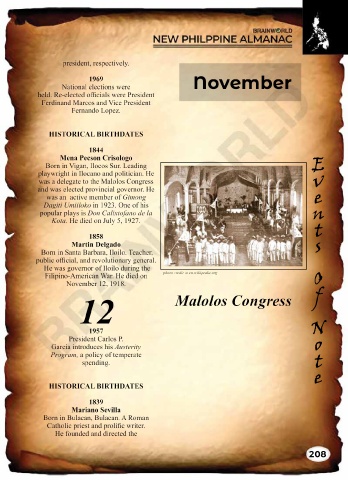 BRAINWORLD
NEW PHILPPINE ALMANAC
November
president, respectively.
1969
National elections were
held. Re-elected officials were President
Ferdinand Marcos and Vice President
Fernando Lopez.
HISTORICAL BIRTHDATES
1844
Mena Pecson Crisologo
Born in Vigan, Ilocos Sur. Leading
playwright in Ilocano and politician. He
was a delegate to the Malolos Congress
and was elected provincial governor. He
was an active member of Gimong
Dagiti Umiiloko in 1923. One of his
popular plays is Don Calixtofaro de la
Kota. He died on July 5, 1927.
1858
Martin Delgado
Born in Santa Barbara, Iloilo. Teacher,
public official, and revolutionary general.
He was governor of Iloilo during the
Filipino-American War. He died on
November 12, 1918.
12
1957
President Carlos P.
Garcia introduces his Austerity
Program, a policy of temperate
spending.
HISTORICAL BIRTHDATES
1839
Mariano Sevilla
Born in Bulacan, Bulacan. A Roman
Catholic priest and prolific writer.
He founded and directed the
Malolos Congress
Events Of Note
208